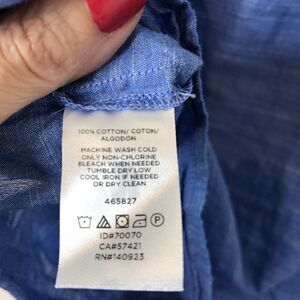 100% COTTON/ COTON/
ALGODON
MACHINE WASH COLD
ONLY NON-CHLORINE
BLEACH WHEN NEEDED
TUMBLE DRY LOW
COOL IRON IF NEEDED
OR DRY CLEAN
465827
P
ID#70070
CA#57421
RN#140923